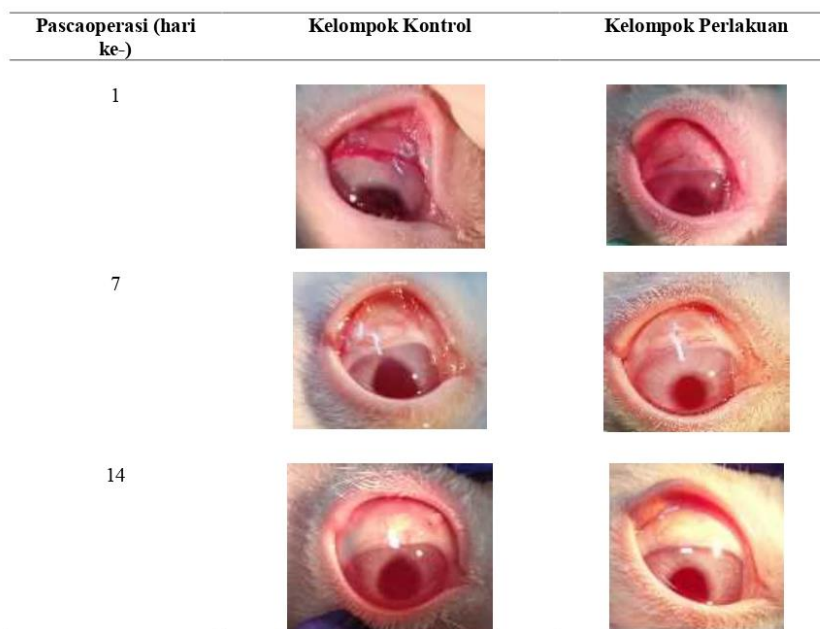 Pascaoperasi (hari
ke-)
Kelompok Kontrol
Kelompok Perlakuan
1
7
14